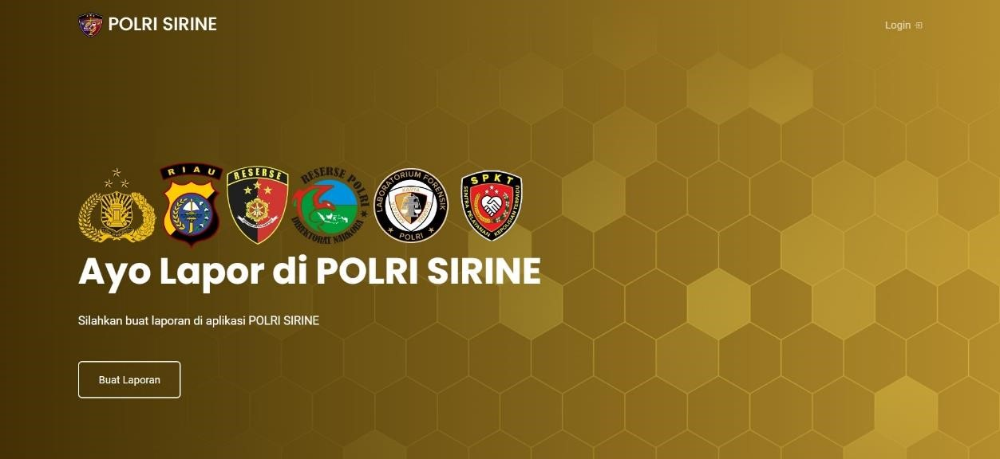 POLRI SIRINE
Login
RIAU
RESERSE
RESERSE POLRI
DIREKTORAT NARKOBA
LABORATORIUM FORENSIK
POLRI
SPKT
SENTRA PELAYANAN KEPOLISIAN TERPADU
Ayo Lapor di POLRI SIRINE
Silahkan buat laporan di aplikasi POLRI SIRINE
Buat Laporan